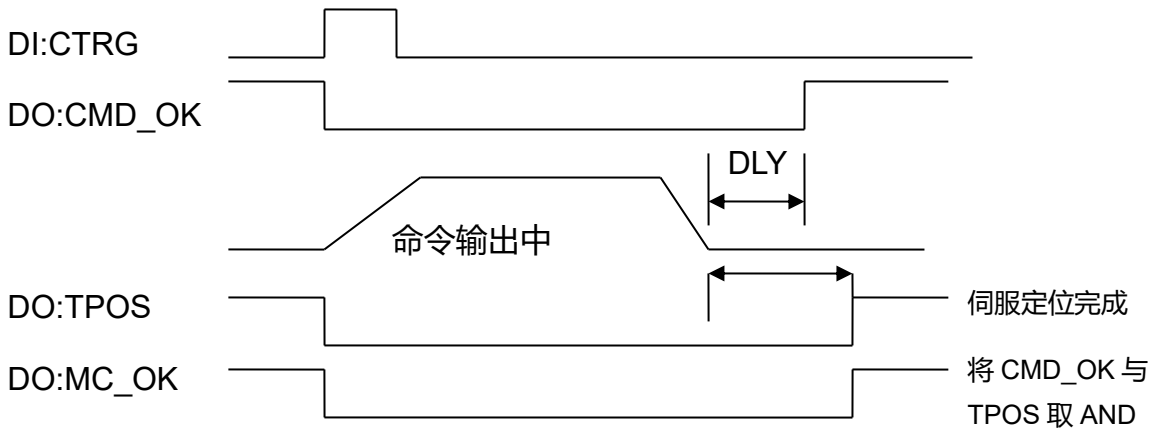 DI:CTRG
DO:CMD_OK
DLY
命令输出中
DO:TPOS
伺服定位完成
DO:MC_OK
将 CMD_OK 与
TPOS 取 AND